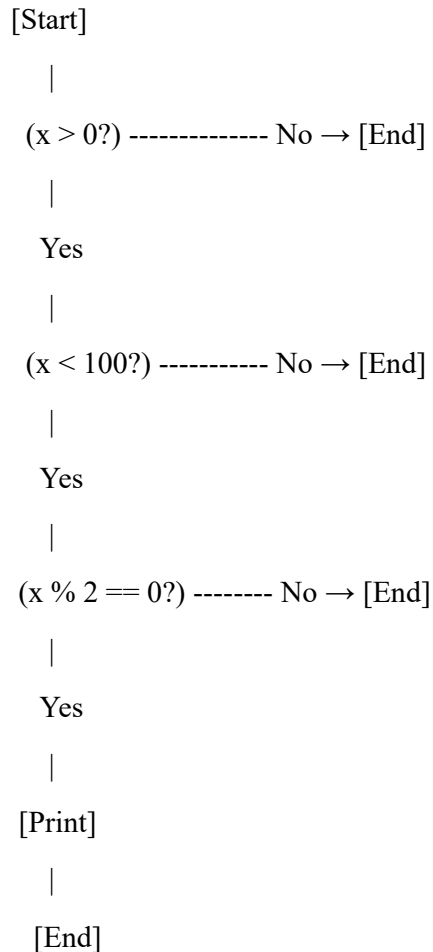 [Start]
|
(x > 0?) -------------- No → [End]
|
Yes
|
(x < 100?) ----------- No → [End]
|
Yes
|
(x % 2 == 0?) -------- No → [End]
|
Yes
|
[Print]
|
[End]